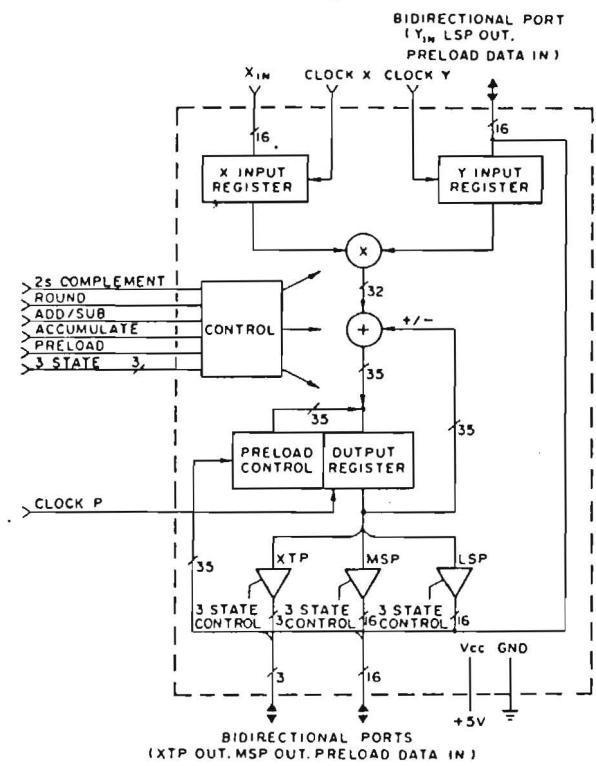 BIDIRECTIONAL PORT
(Y IN LSP OUT,
PRELOAD DATA IN)
X IN
CLOCK X CLOCK Y
16
16
X INPUT
REGISTER
Y INPUT
REGISTER
X
32
2s COMPLEMENT
ROUND
ADD/SUB
ACCUMULATE
PRELOAD
3 STATE 3
CONTROL
+
+/-
35
35
35
PRELOAD
CONTROL
OUTPUT
REGISTER
CLOCK P
35
XTP
MSP
LSP
3 STATE
CONTROL
3
3 STATE
CONTROL
16
3 STATE
CONTROL
16
3
16
Vcc GND
+5V
BIDIRECTIONAL PORTS
(XTP OUT, MSP OUT, PRELOAD DATA IN)